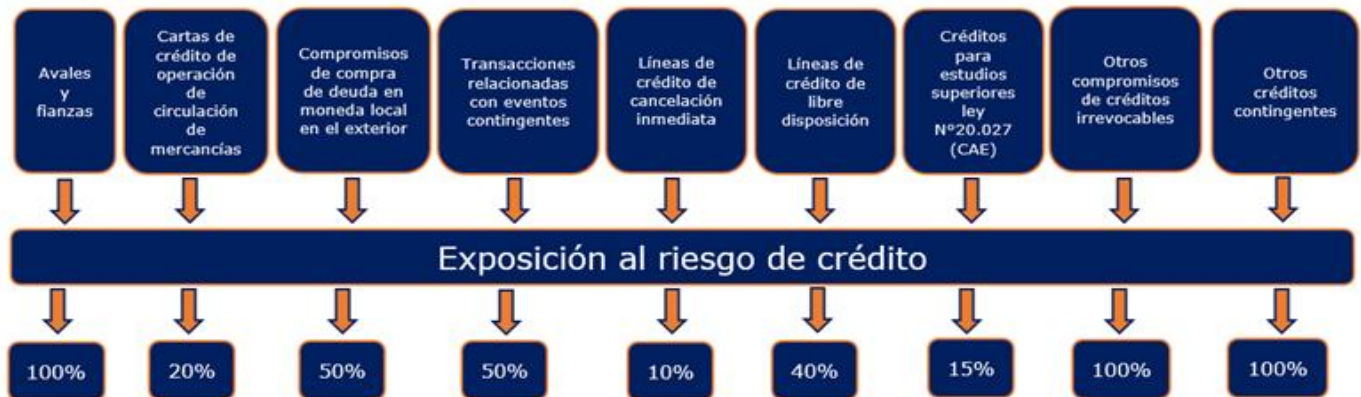 Avales
y
fianzas
Cartas de
crédito de
operación
de
circulación
de
mercancías
Compromisos
de compra
de deuda en
moneda local
en el exterior
Transacciones
relacionadas
con eventos
contingentes
Líneas de
crédito de
cancelación
inmediata
Líneas de
crédito de
libre
disposición
Créditos
para
estudios
superiores
ley
N°20.027
(CAE)
Otros
compromisos
de créditos
irrevocables
Otros
créditos
contingentes
Exposición al riesgo de crédito
100%
20%
50%
50%
10%
40%
15%
100%
100%